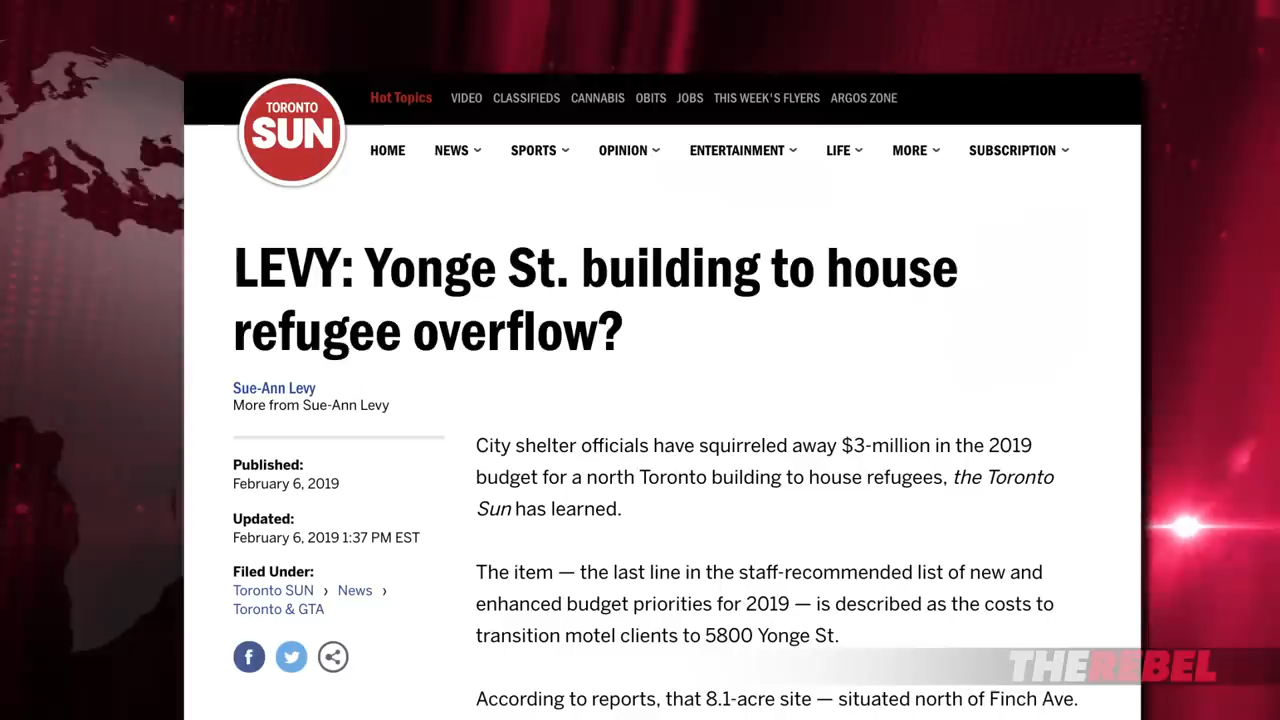 TORONTO
SUN
Hot Topics VIDEO CLASSIFIEDS CANNABIS OBITS JOBS THIS WEEK'S FLYERS ARGOS ZONE
HOME NEWS SPORTS OPINION ENTERTAINMENT LIFE MORE SUBSCRIPTION
LEVY: Yonge St. building to house
refugee overflow?
Sue-Ann Levy
More from Sue-Ann Levy
Published:
February 6, 2019
Updated:
February 6, 2019 1:37 PM EST
Filed Under:
Toronto SUN › News ›
Toronto & GTA
City shelter officials have squirreled away $3-million in the 2019
budget for a north Toronto building to house refugees, the Toronto
Sun has learned.
The item — the last line in the staff-recommended list of new and
enhanced budget priorities for 2019 — is described as the costs to
transition motel clients to 5800 Yonge St.
According to reports, that 8.1-acre site — situated north of Finch Ave.
THE REBEL